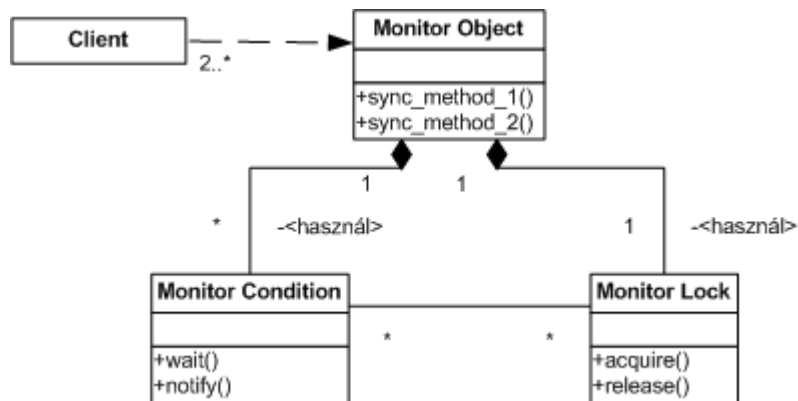 Client
2..*
Monitor Object
+sync_method_1()
+sync_method_2()
1
1
*
-<használ>
1
-<használ>
Monitor Condition
+wait()
+notify()
*
*
Monitor Lock
+acquire()
+release()